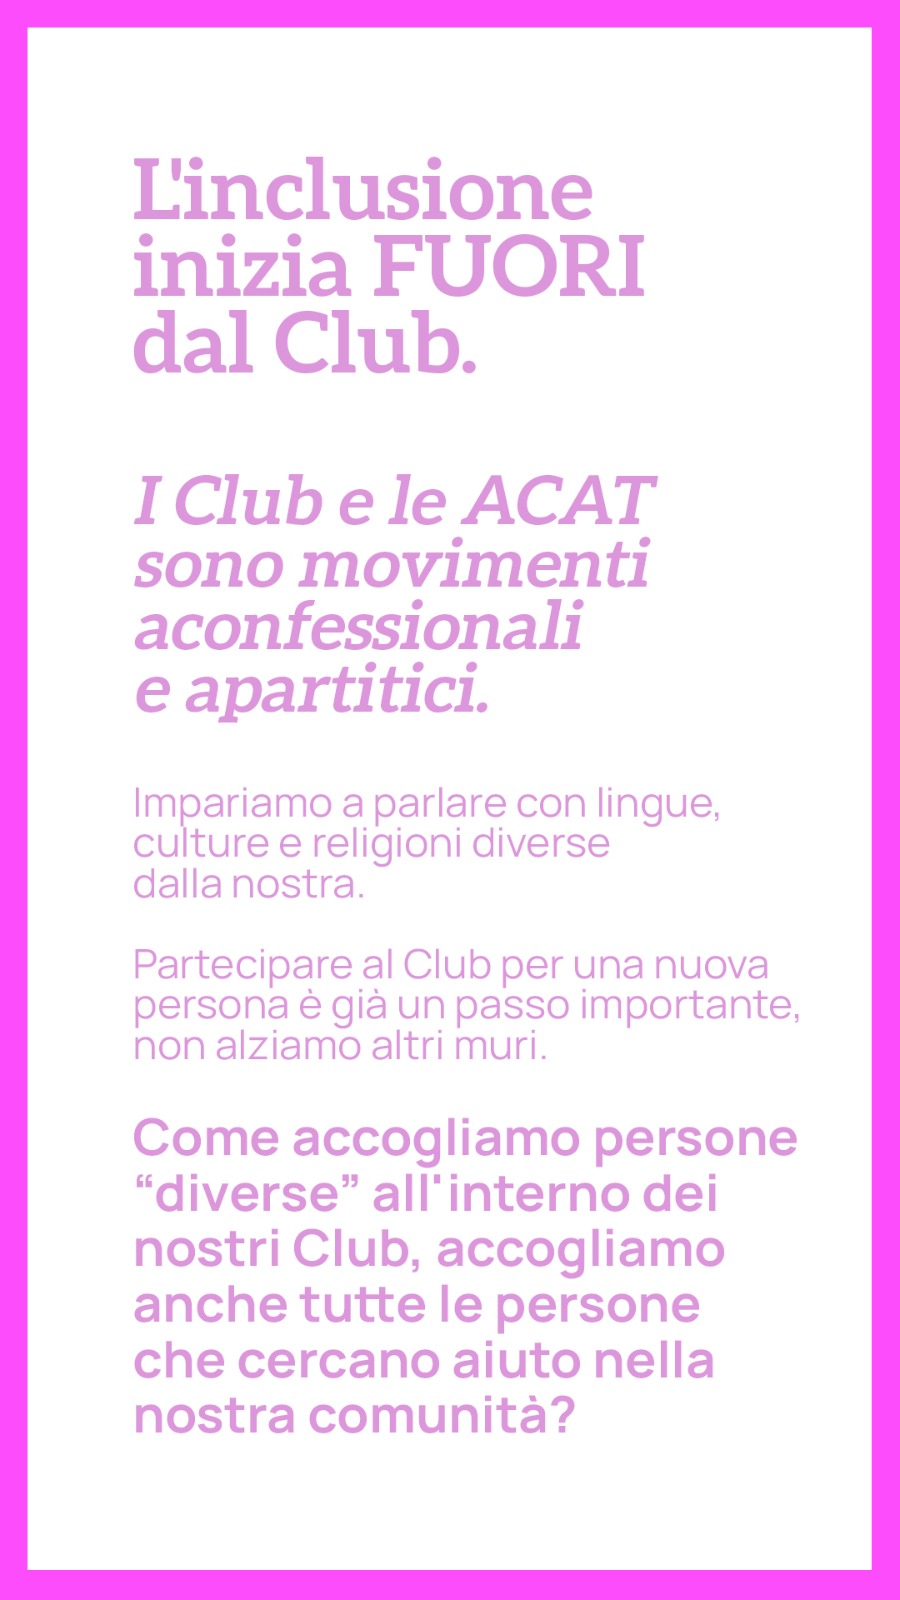 L'inclusione
inizia FUORI
dal Club.
I Club e le ACAT
sono movimenti
aconfessionali
e apartitici.
Impariamo a parlare con lingue,
culture e religioni diverse
dalla nostra.
Partecipare al Club per una nuova
persona è già un passo importante,
non alziamo altri muri.
Come accogliamo persone
“diverse” all'interno dei
nostri Club, accogliamo
anche tutte le persone
che cercano aiuto nella
nostra comunità?